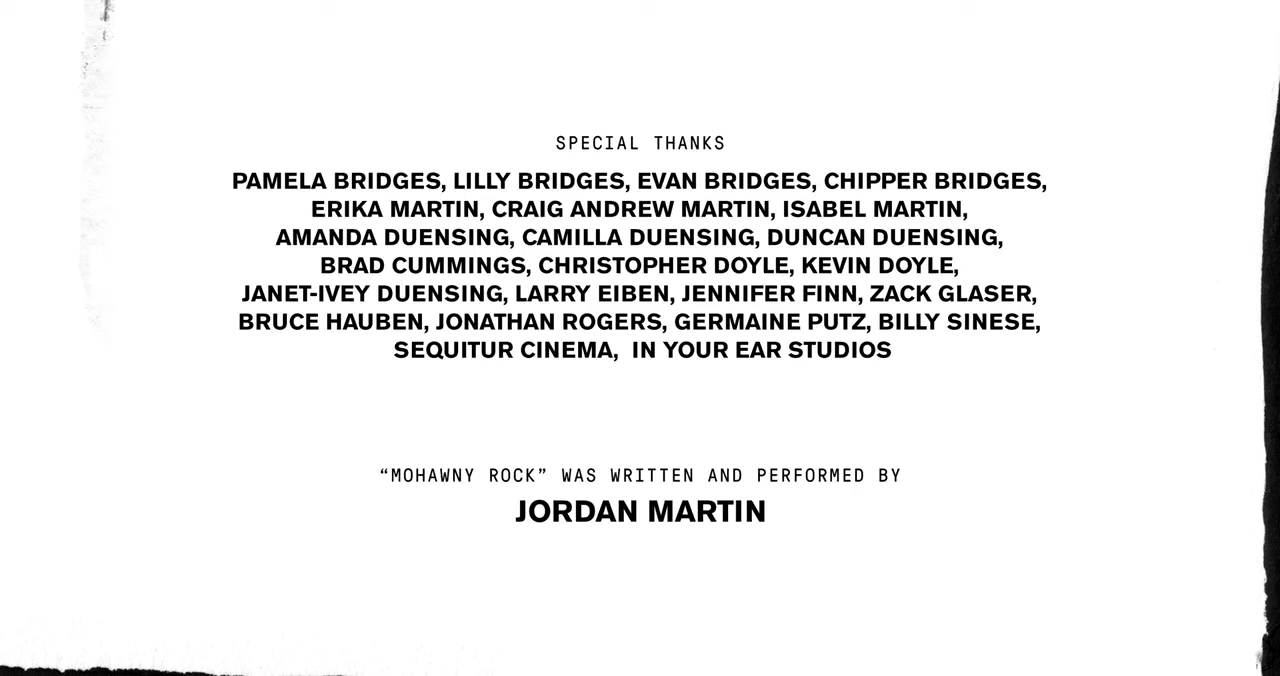 SPECIAL THANKS
PAMELA BRIDGES, LILLY BRIDGES, EVAN BRIDGES, CHIPPER BRIDGES,
ERIKA MARTIN, CRAIG ANDREW MARTIN, ISABEL MARTIN,
AMANDA DUENSING, CAMILLA DUENSING, DUNCAN DUENSING,
BRAD CUMMINGS, CHRISTOPHER DOYLE, KEVIN DOYLE,
JANET-IVEY DUENSING, LARRY EIBEN, JENNIFER FINN, ZACK GLASER,
BRUCE HAUBEN, JONATHAN ROGERS, GERMAINE PUTZ, BILLY SINESE,
SEQUITUR CINEMA, IN YOUR EAR STUDIOS
“MOHAWNY ROCK” WAS WRITTEN AND PERFORMED BY
JORDAN MARTIN